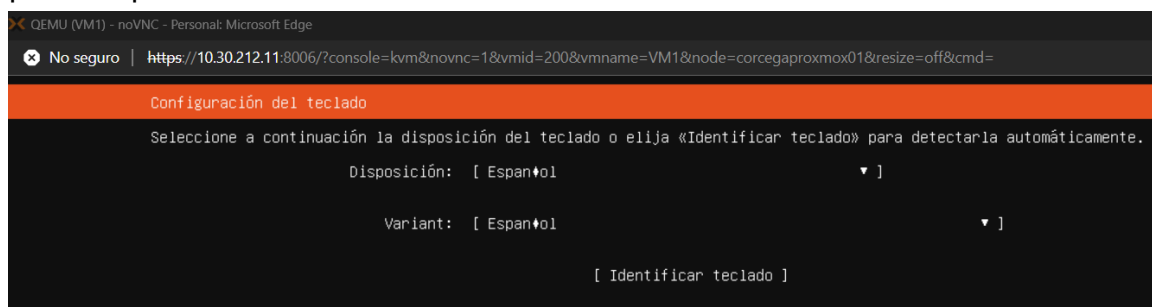 QEMU (VM1) - noVNC - Personal: Microsoft Edge
No seguro | https://10.30.212.11:8006/?console=kvm&novnc=1&vmid=200&vmname=VM1&node=corcegaproxmox01&resize=off&cmd=
Configuración del teclado
Seleccione a continuación la disposición del teclado o elija «Identificar teclado» para detectarla automáticamente.
Disposición: [ Espan♦ol ▾ ]
Variant: [ Espan♦ol ▾ ]
[ Identificar teclado ]